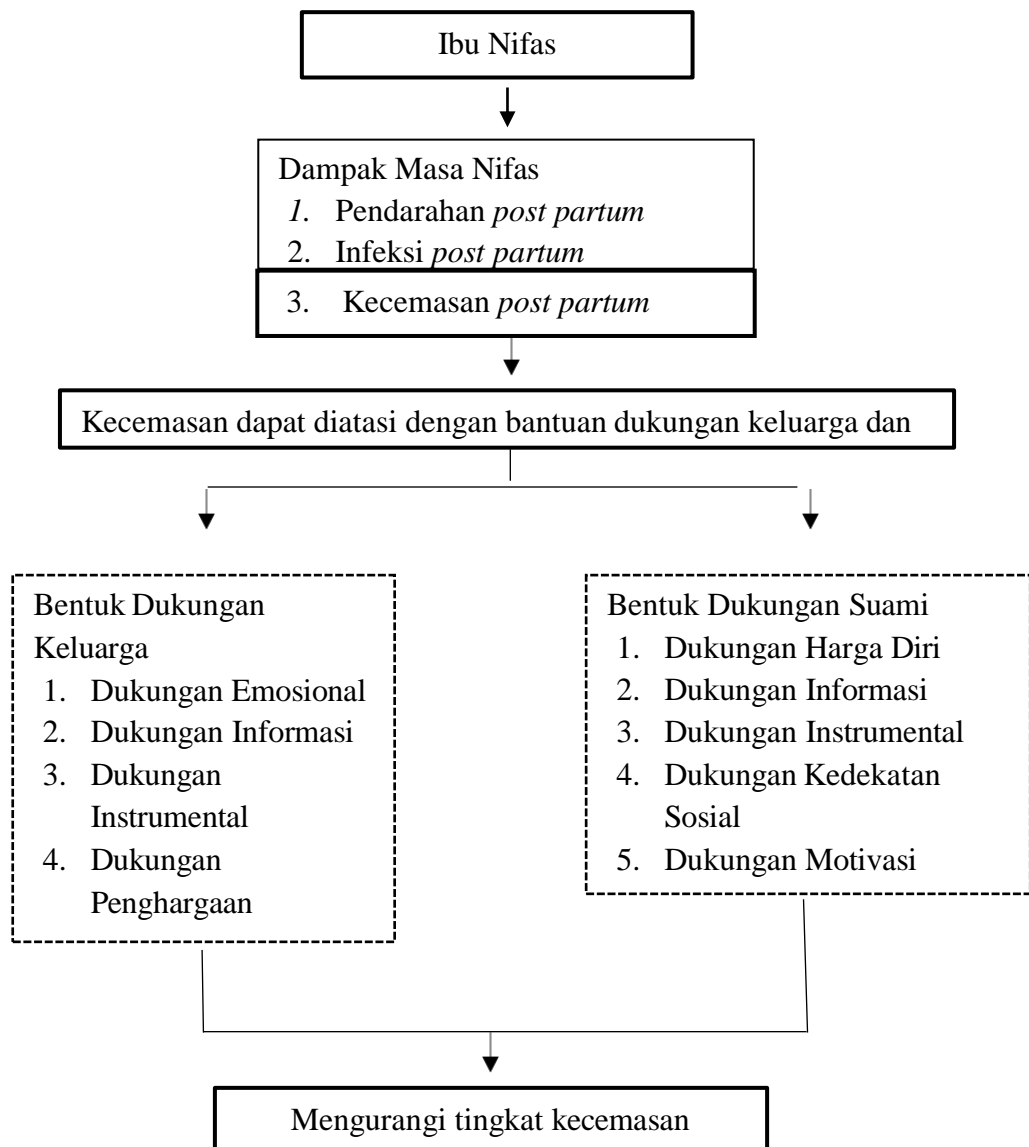 Ibu Nifas
Dampak Masa Nifas
1. Pendarahan post partum
2. Infeksi post partum
3. Kecemasan post partum
Kecemasan dapat diatasi dengan bantuan dukungan keluarga dan
Bentuk Dukungan
Keluarga
1. Dukungan Emosional
2. Dukungan Informasi
3. Dukungan
Instrumental
4. Dukungan
Penghargaan
Bentuk Dukungan Suami
1. Dukungan Harga Diri
2. Dukungan Informasi
3. Dukungan Instrumental
4. Dukungan Kedekatan
Sosial
5. Dukungan Motivasi
Mengurangi tingkat kecemasan